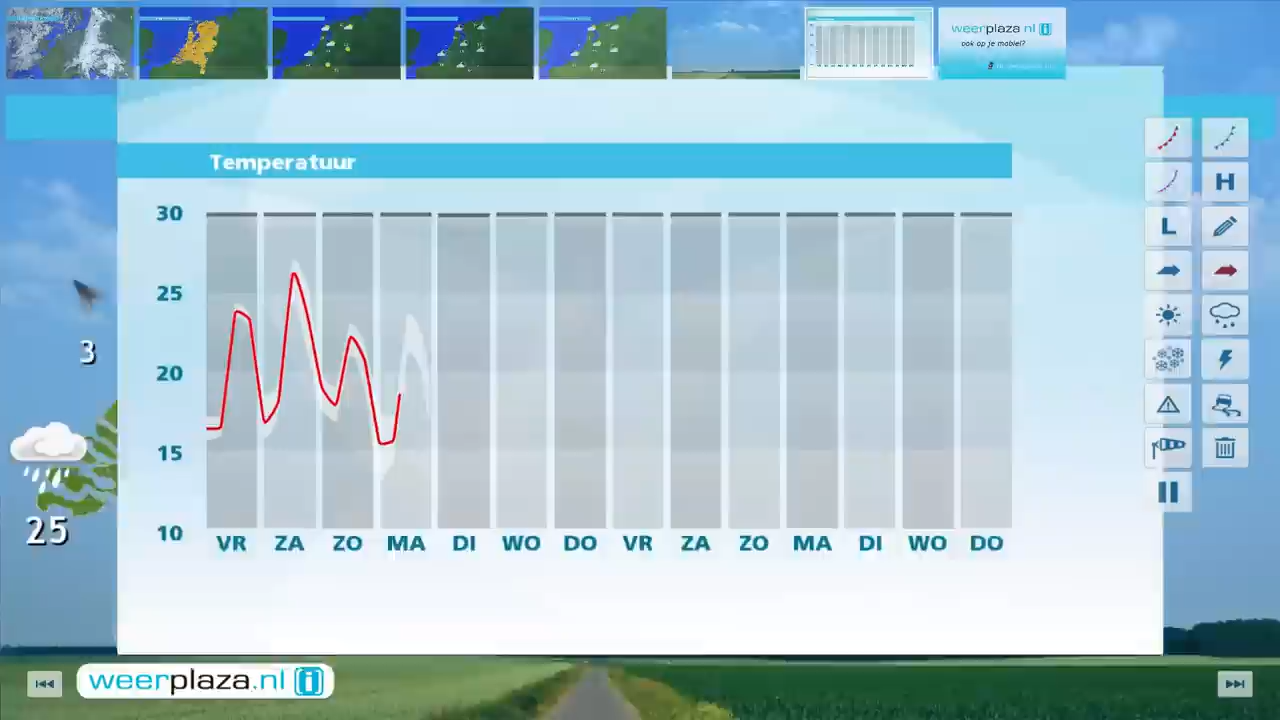 weerplaza.nl i
ook op je mobiel?
Temperatuur
30
25
20
15
10
VR ZA ZO MA DI WO DO VR ZA ZO MA DI WO DO
3
25
H
L
weerplaza.nl i